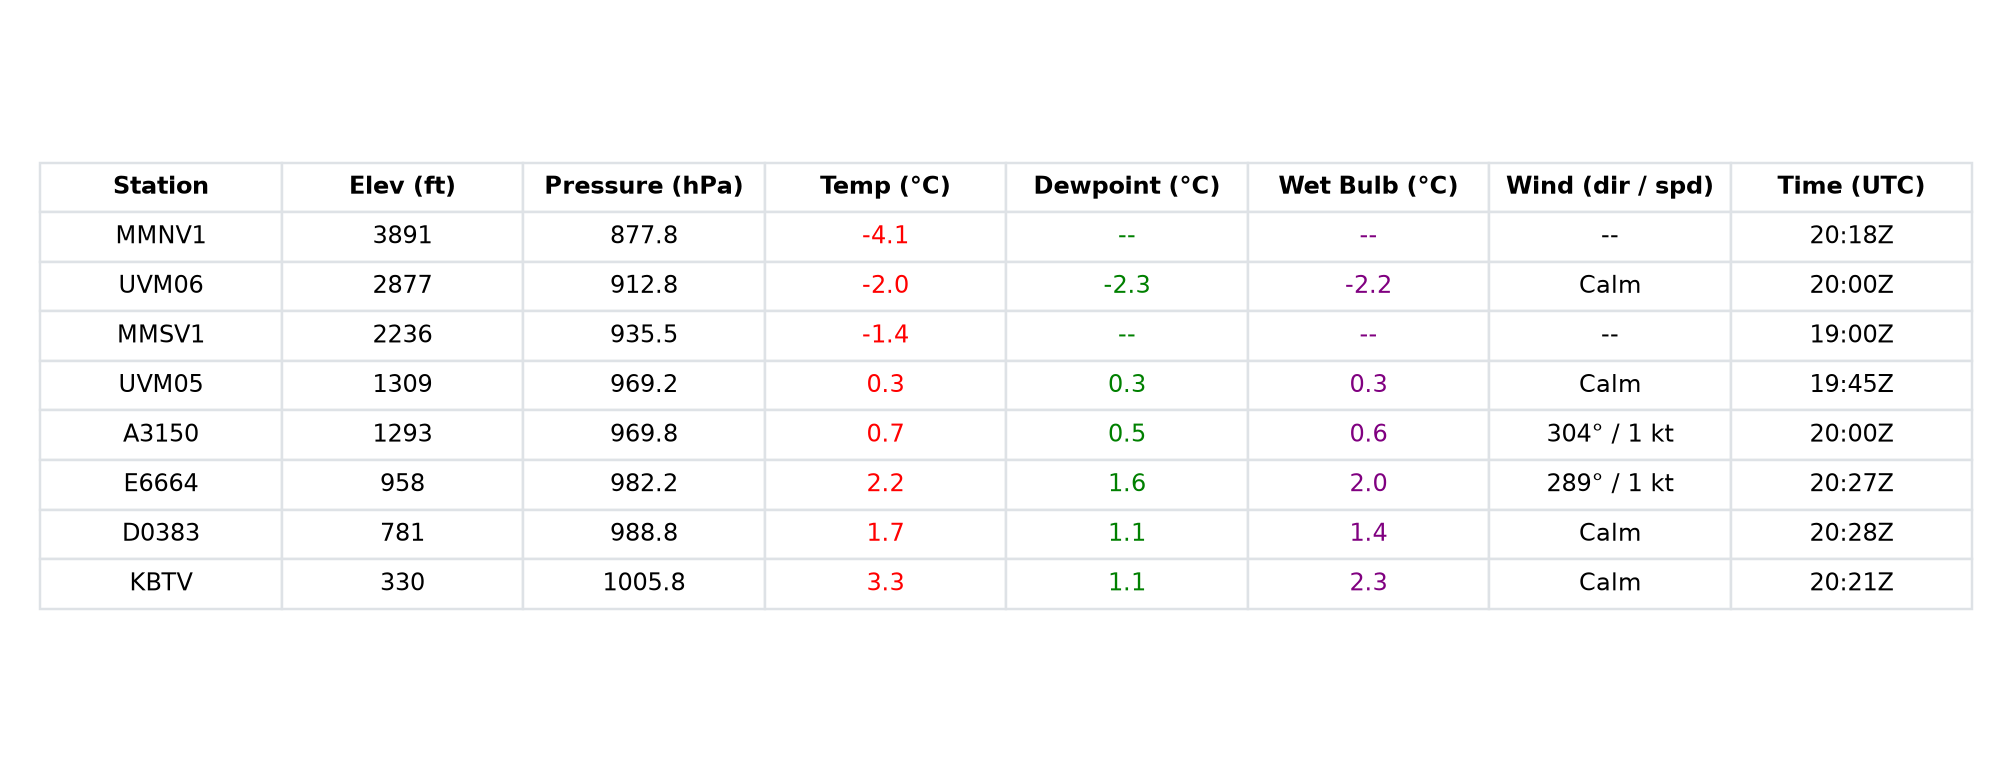 Station Elev (ft) Pressure (hPa) Temp (°C) Dewpoint (°C) Wet Bulb (°C) Wind (dir / spd) Time (UTC)
MMNV1 3891 877.8 -4.1 -- -- -- 20:18Z
UVM06 2877 912.8 -2.0 -2.3 -2.2 Calm 20:00Z
MMSV1 2236 935.5 -1.4 -- -- -- 19:00Z
UVM05 1309 969.2 0.3 0.3 0.3 Calm 19:45Z
A3150 1293 969.8 0.7 0.5 0.6 304° / 1 kt 20:00Z
E6664 958 982.2 2.2 1.6 2.0 289° / 1 kt 20:27Z
D0383 781 988.8 1.7 1.1 1.4 Calm 20:28Z
KBTV 330 1005.8 3.3 1.1 2.3 Calm 20:21Z